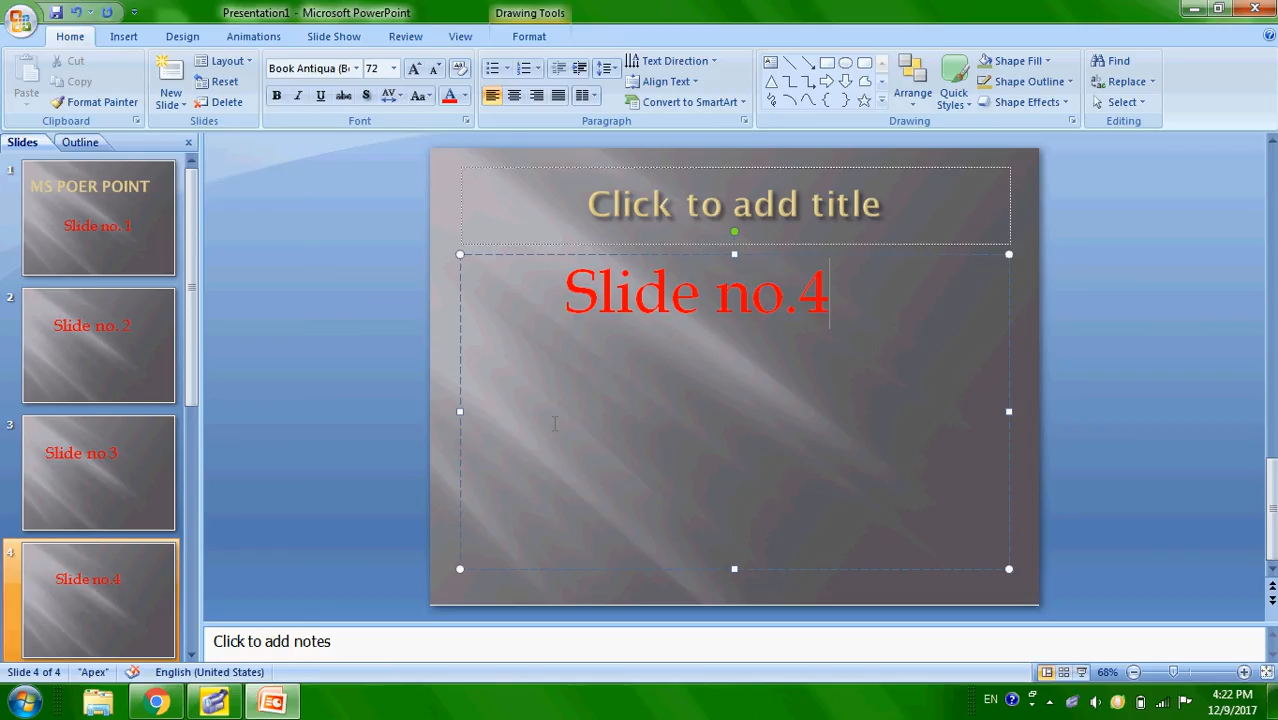 Presentation1 - Microsoft PowerPoint
Drawing Tools
Home Insert Design Animations Slide Show Review View Format
Paste
Cut
Copy
Format Painter
Clipboard
New Slide
Layout
Reset
Delete
Slides
Book Antiqua (B 72
B I U abc S AV Aa A
Font
Text Direction
Align Text
Convert to SmartArt
Paragraph
Arrange
Quick Styles
Shape Fill
Shape Outline
Shape Effects
Drawing
Find
Replace
Select
Editing
Slides Outline
1
MS POER POINT
Slide no. 1
2
Slide no. 2
3
Slide no 3
4
Slide no.4
Click to add title
Slide no.4
Click to add notes
Slide 4 of 4 "Apex" English (United States) 68%
EN 4:22 PM
12/9/2017